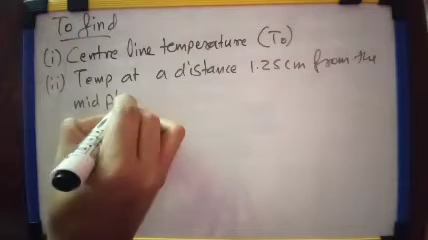 To find
(i) Centre line temperature (To)
(ii) Temp at a distance 1.25cm from the
mid